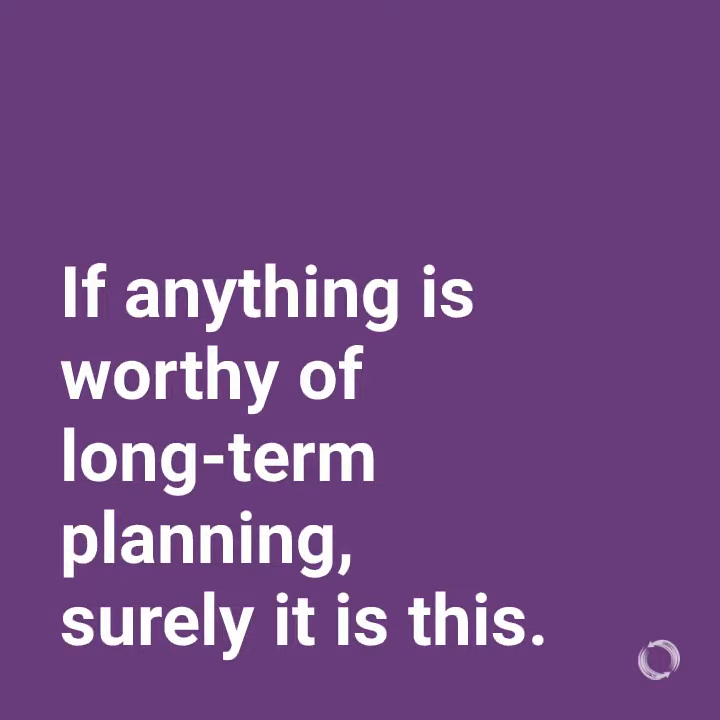 If anything is
worthy of
long-term
planning,
surely it is this.